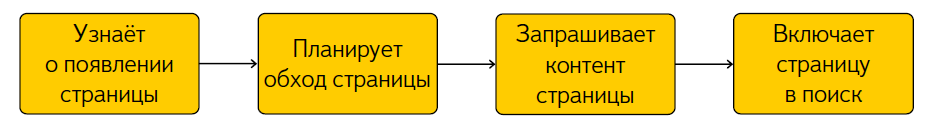 Узнаёт
о появлении
страницы
Планирует
обход страницы
Запрашивает
контент
страницы
Включает
страницу
в поиск